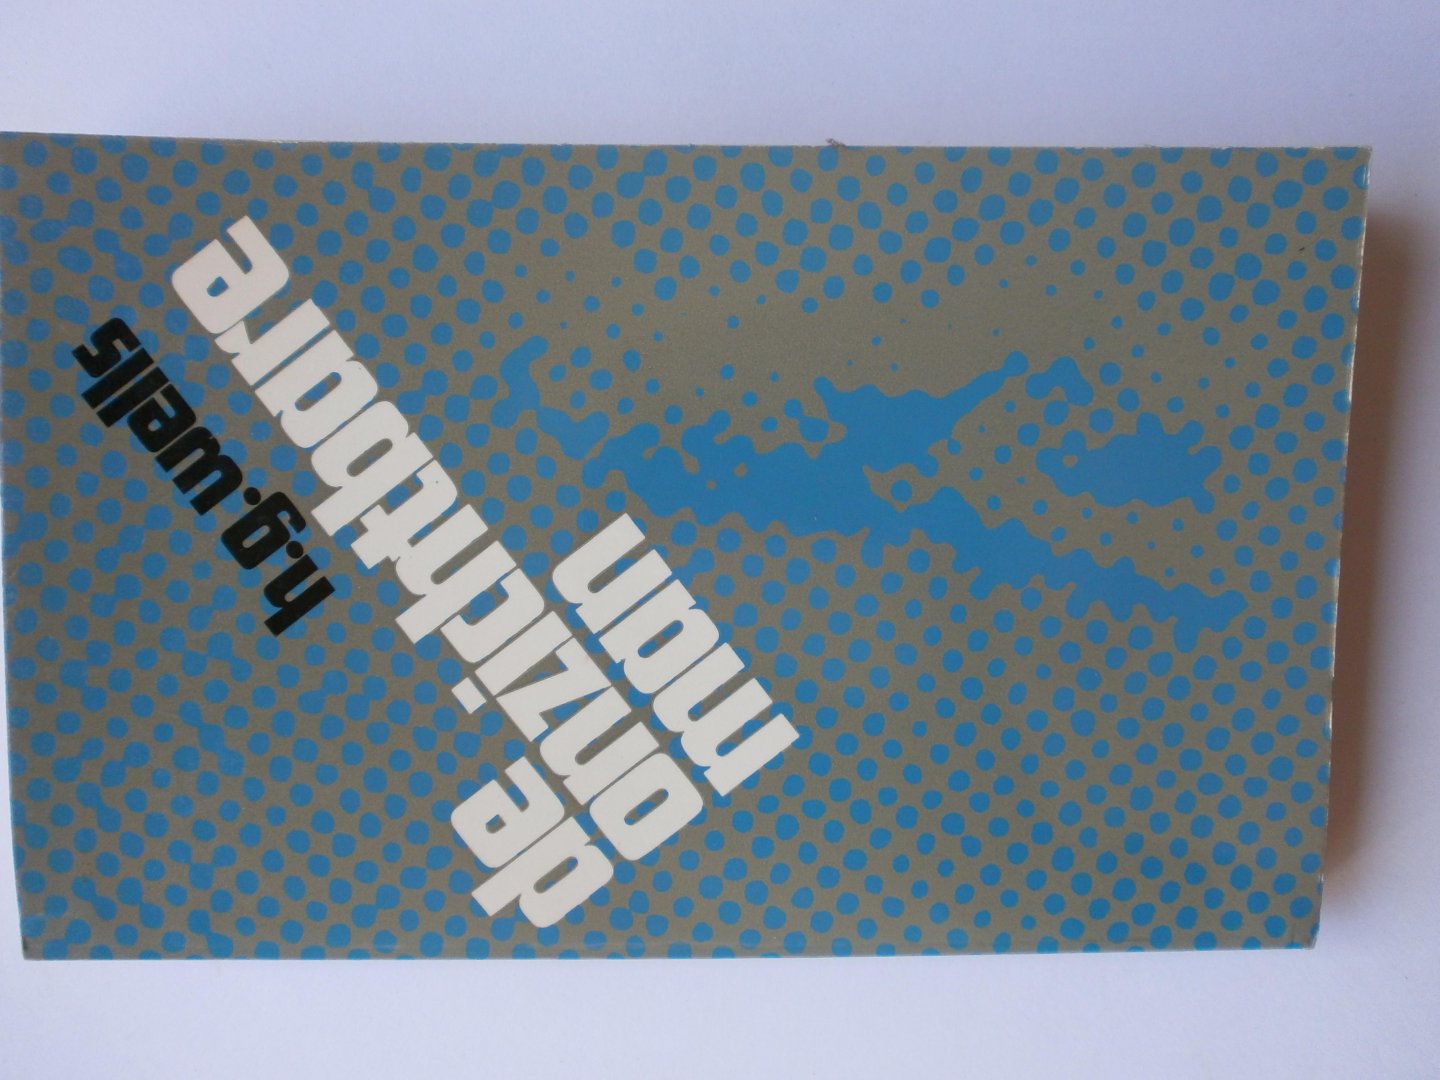 h.g.wells
de
onzichtbare
man